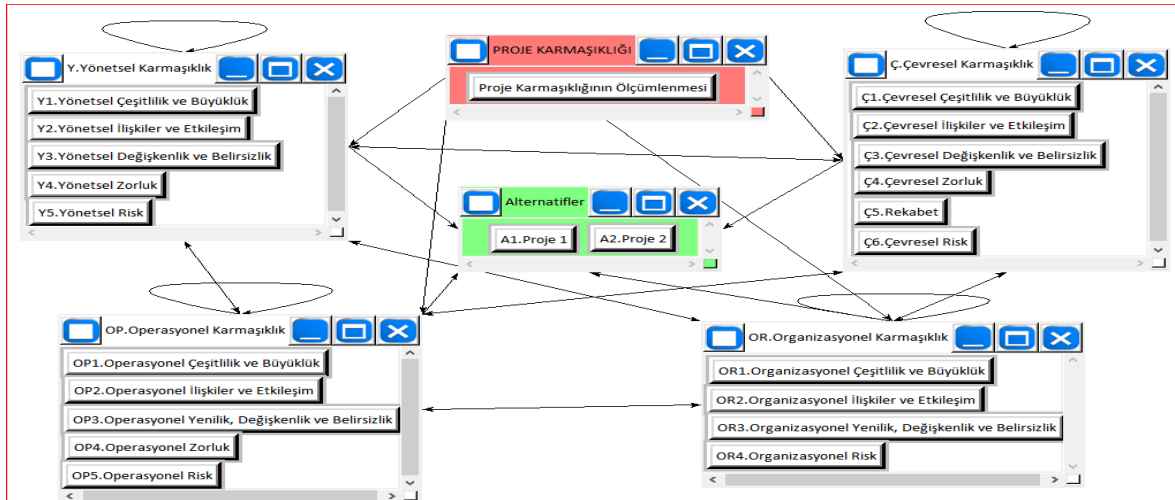 Y.Yönetsel Karmaşıklık
Y1.Yönetsel Çeşitlilik ve Büyüklük
Y2.Yönetsel İlişkiler ve Etkileşim
Y3.Yönetsel Değişkenlik ve Belirsizlik
Y4.Yönetsel Zorluk
Y5.Yönetsel Risk
PROJE KARMAŞIKLIĞI
Proje Karmaşıklığının Ölçümlenmesi
Ç.Çevresel Karmaşıklık
Ç1.Çevresel Çeşitlilik ve Büyüklük
Ç2.Çevresel İlişkiler ve Etkileşim
Ç3.Çevresel Değişkenlik ve Belirsizlik
Ç4.Çevresel Zorluk
Ç5.Rekabet
Ç6.Çevresel Risk
Alternatifler
A1.Proje 1
A2.Proje 2
OP.Operasyonel Karmaşıklık
OP1.Operasyonel Çeşitlilik ve Büyüklük
OP2.Operasyonel İlişkiler ve Etkileşim
OP3.Operasyonel Yenilik, Değişkenlik ve Belirsizlik
OP4.Operasyonel Zorluk
OP5.Operasyonel Risk
OR.Organizasyonel Karmaşıklık
OR1.Organizasyonel Çeşitlilik ve Büyüklük
OR2.Organizasyonel İlişkiler ve Etkileşim
OR3.Organizasyonel Yenilik, Değişkenlik ve Belirsizlik
OR4.Organizasyonel Risk